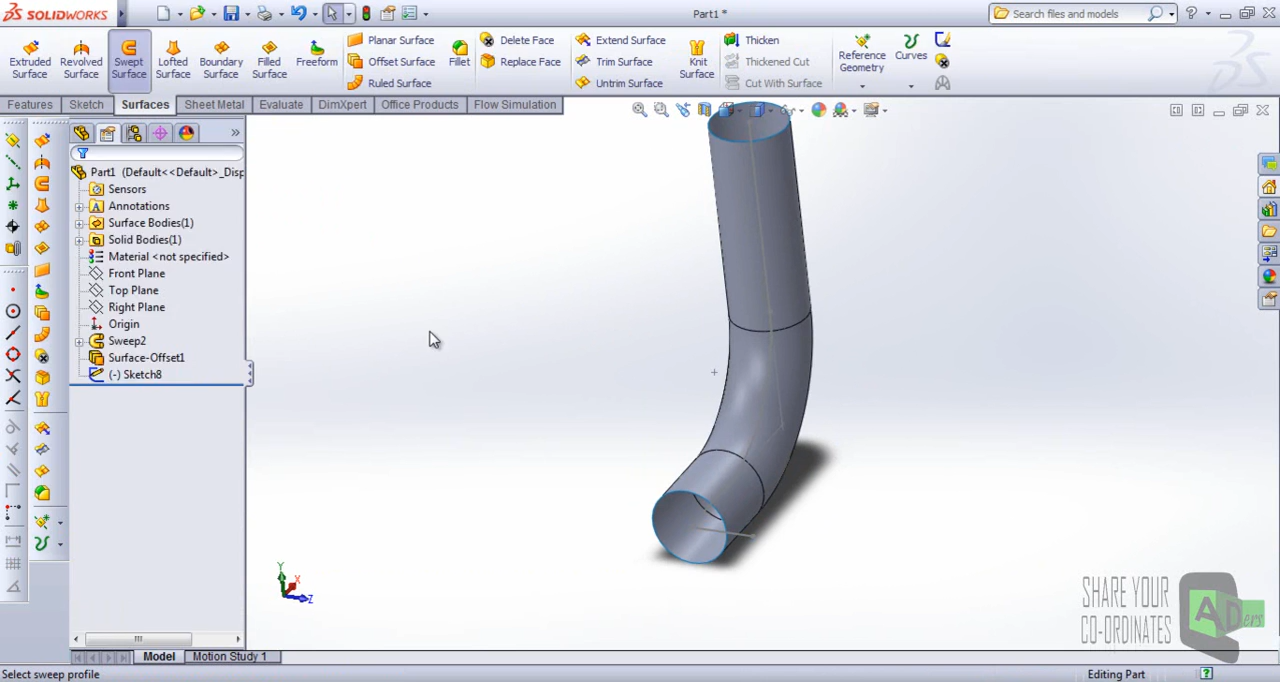 SOLIDWORKS
Part1 *
Search files and models
Extruded Surface
Revolved Surface
Swept Surface
Lofted Surface
Boundary Surface
Filled Surface
Freeform
Planar Surface
Offset Surface
Ruled Surface
Fillet
Delete Face
Replace Face
Extend Surface
Trim Surface
Untrim Surface
Knit Surface
Thicken
Thickened Cut
Cut With Surface
Reference Geometry
Curves
Features
Sketch
Surfaces
Sheet Metal
Evaluate
DimXpert
Office Products
Flow Simulation
Part1 (Default<<Default>_Disp
Sensors
Annotations
Surface Bodies(1)
Solid Bodies(1)
Material <not specified>
Front Plane
Top Plane
Right Plane
Origin
Sweep2
Surface-Offset1
(-) Sketch8
Y
X
Z
SHARE YOUR
CO-ORDINATES
CADers
Model
Motion Study 1
Select sweep profile
Editing Part